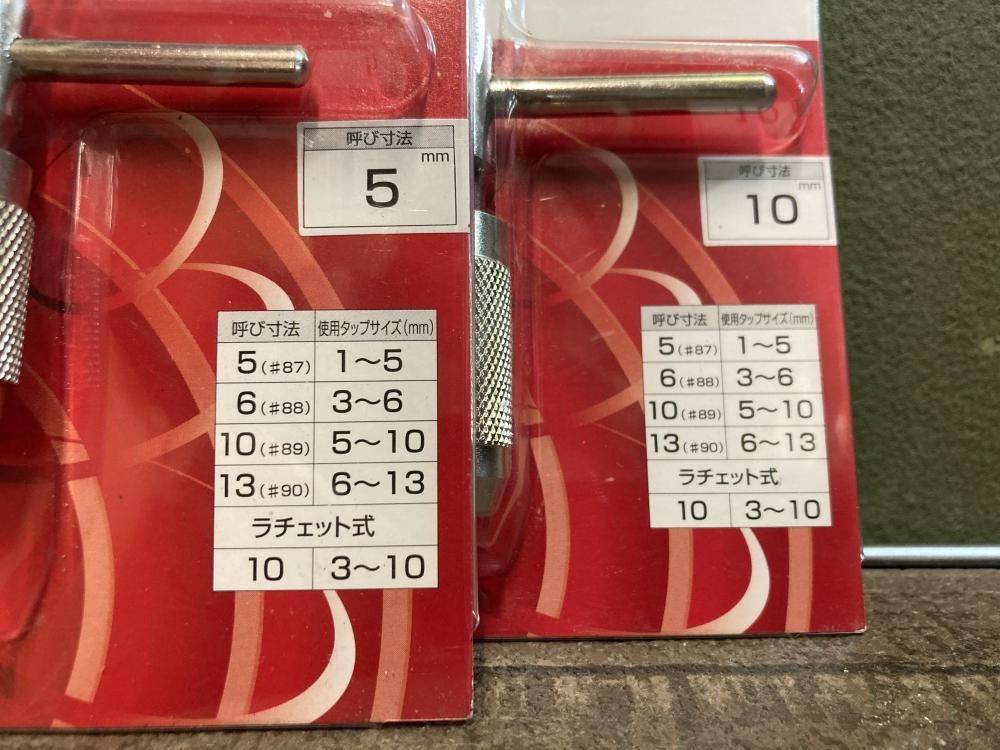 呼び寸法
mm
5
呼び寸法 使用タップサイズ(mm)
5(#87) 1〜5
6(#88) 3〜6
10(#89) 5〜10
13(#90) 6〜13
ラチェット式
10 3〜10
呼び寸法
mm
10
呼び寸法 使用タップサイズ(mm)
5(#87) 1〜5
6(#88) 3〜6
10(#89) 5〜10
13(#90) 6〜13
ラチェット式
10 3〜10